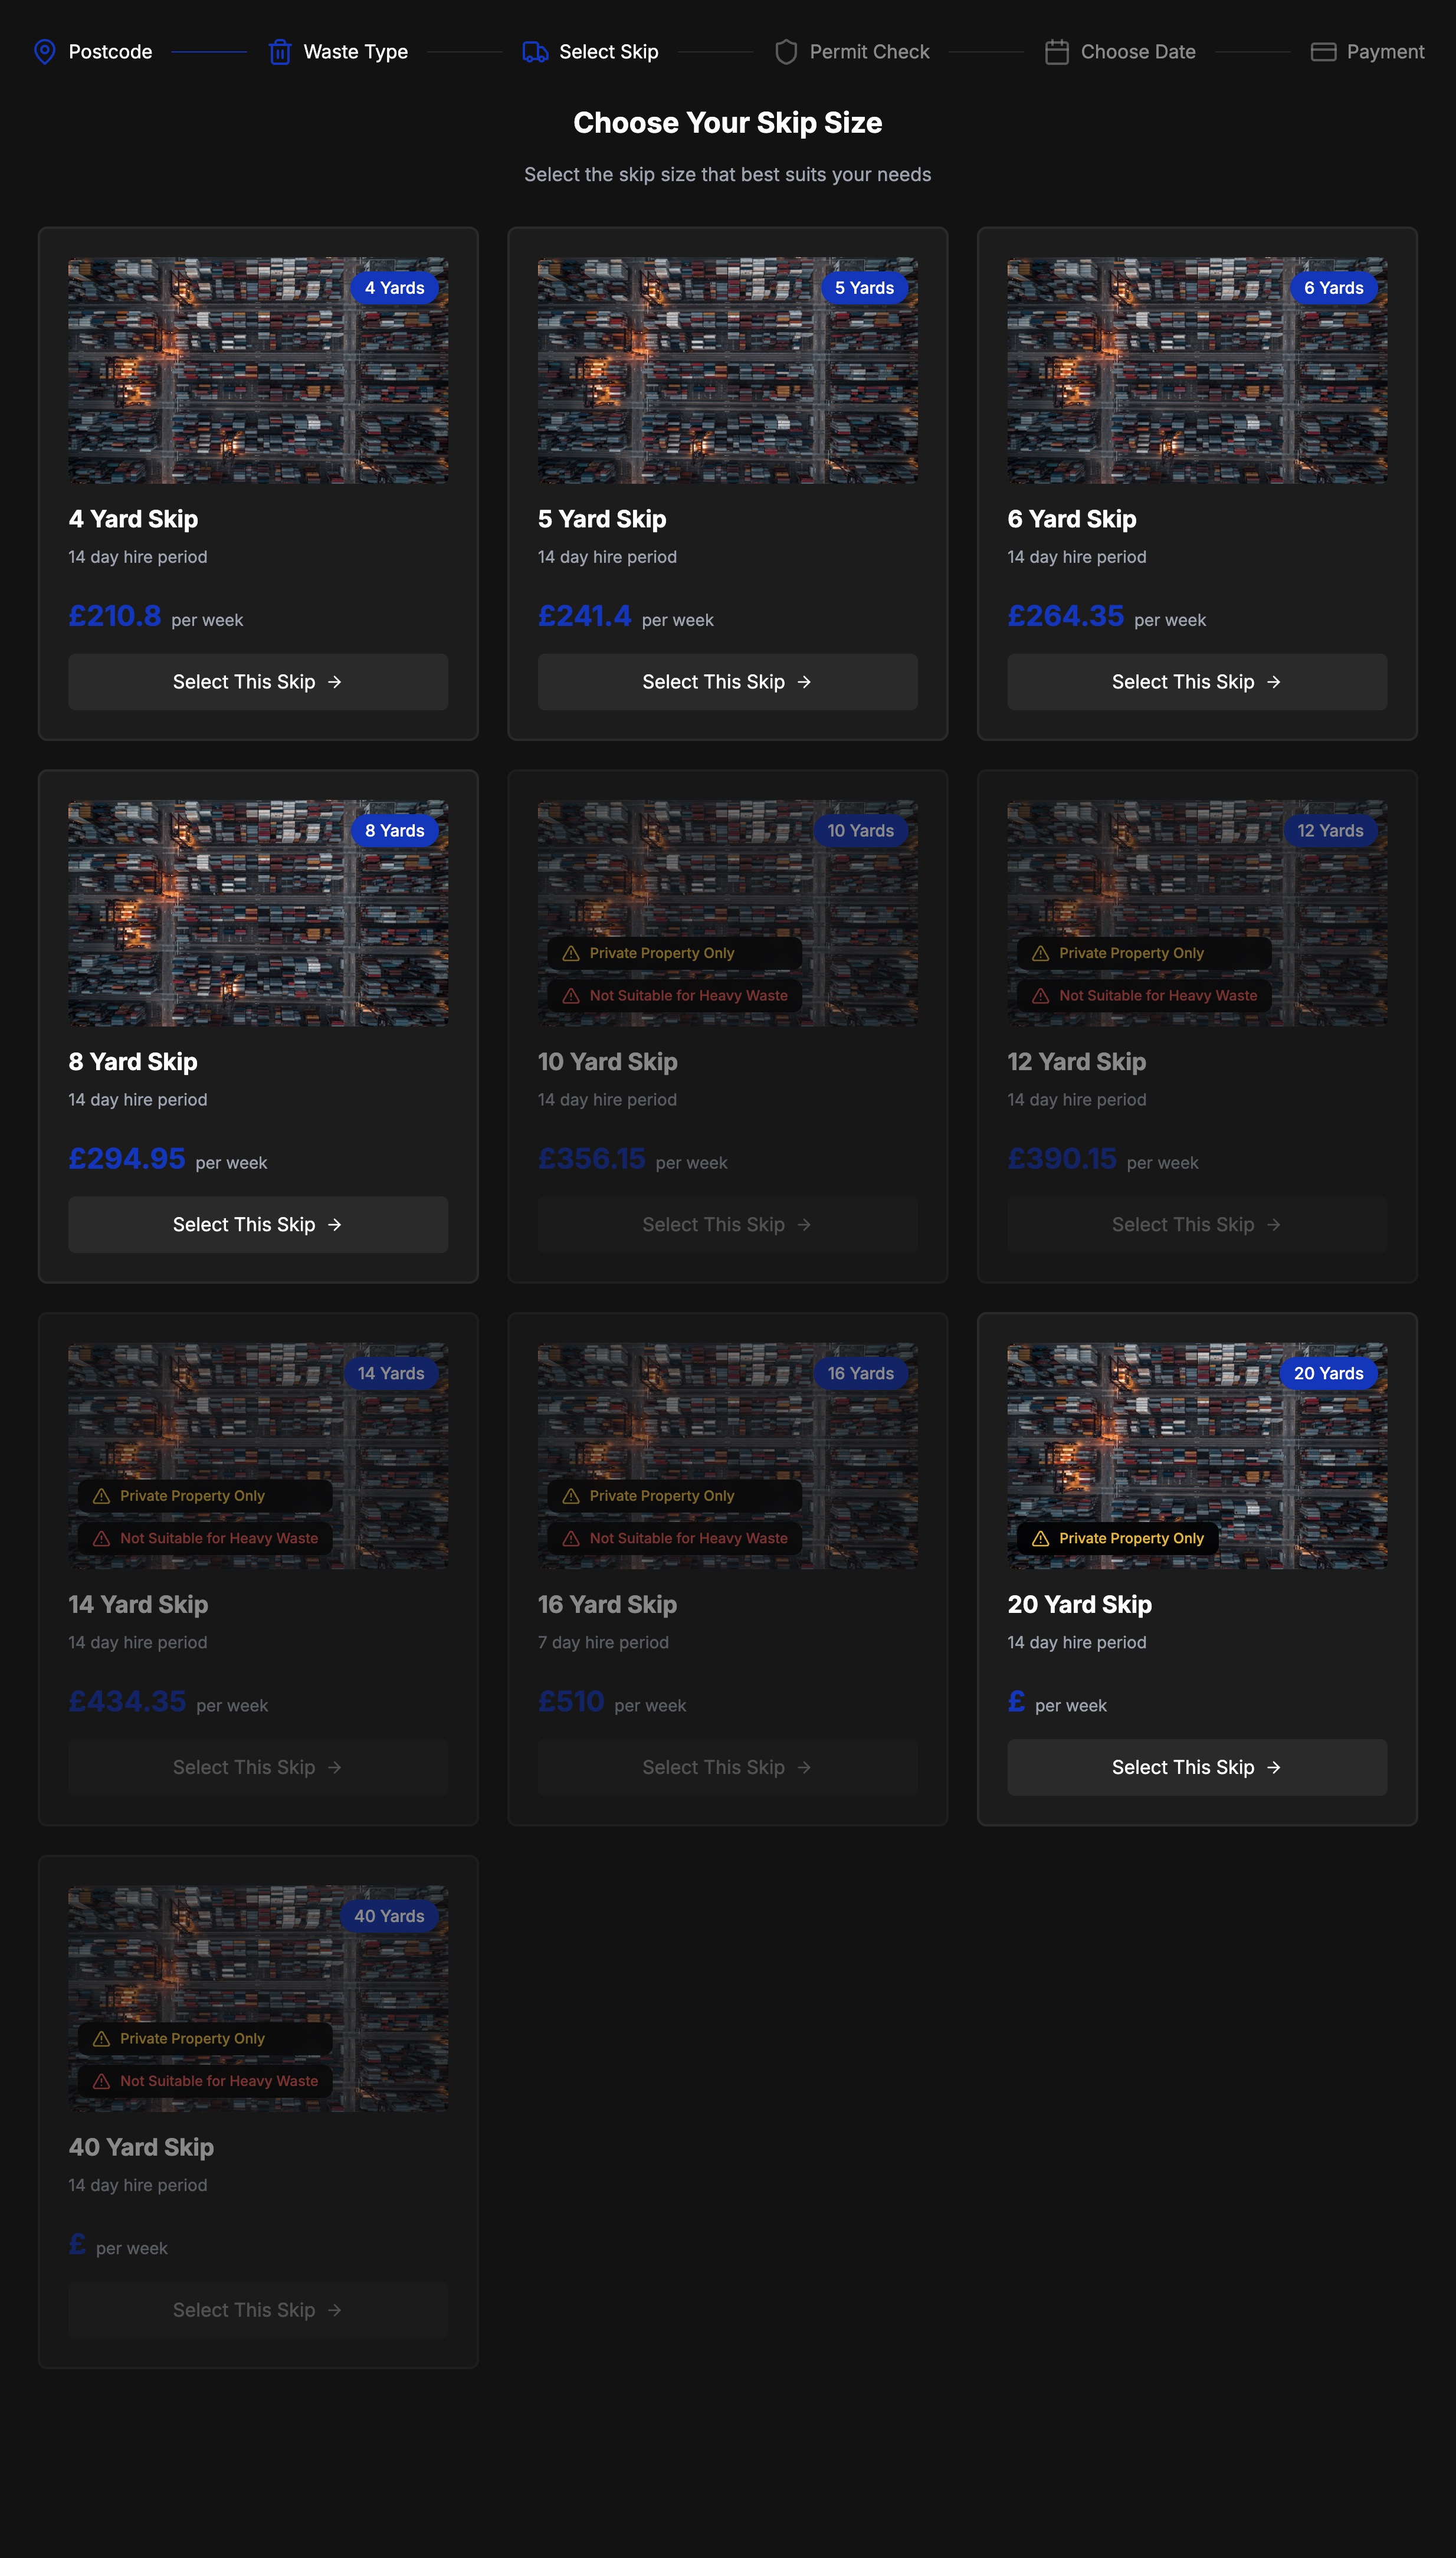 Postcode
Waste Type
Select Skip
Permit Check
Choose Date
Payment
Choose Your Skip Size
Select the skip size that best suits your needs
4 Yards
4 Yard Skip
14 day hire period
£210.8 per week
Select This Skip →
5 Yards
5 Yard Skip
14 day hire period
£241.4 per week
Select This Skip →
6 Yards
6 Yard Skip
14 day hire period
£264.35 per week
Select This Skip →
8 Yards
8 Yard Skip
14 day hire period
£294.95 per week
Select This Skip →
10 Yards
Private Property Only
Not Suitable for Heavy Waste
10 Yard Skip
14 day hire period
£356.15 per week
Select This Skip →
12 Yards
Private Property Only
Not Suitable for Heavy Waste
12 Yard Skip
14 day hire period
£390.15 per week
Select This Skip →
14 Yards
Private Property Only
Not Suitable for Heavy Waste
14 Yard Skip
14 day hire period
£434.35 per week
Select This Skip →
16 Yards
Private Property Only
Not Suitable for Heavy Waste
16 Yard Skip
7 day hire period
£510 per week
Select This Skip →
20 Yards
Private Property Only
20 Yard Skip
14 day hire period
£ per week
Select This Skip →
40 Yards
Private Property Only
Not Suitable for Heavy Waste
40 Yard Skip
14 day hire period
£ per week
Select This Skip →